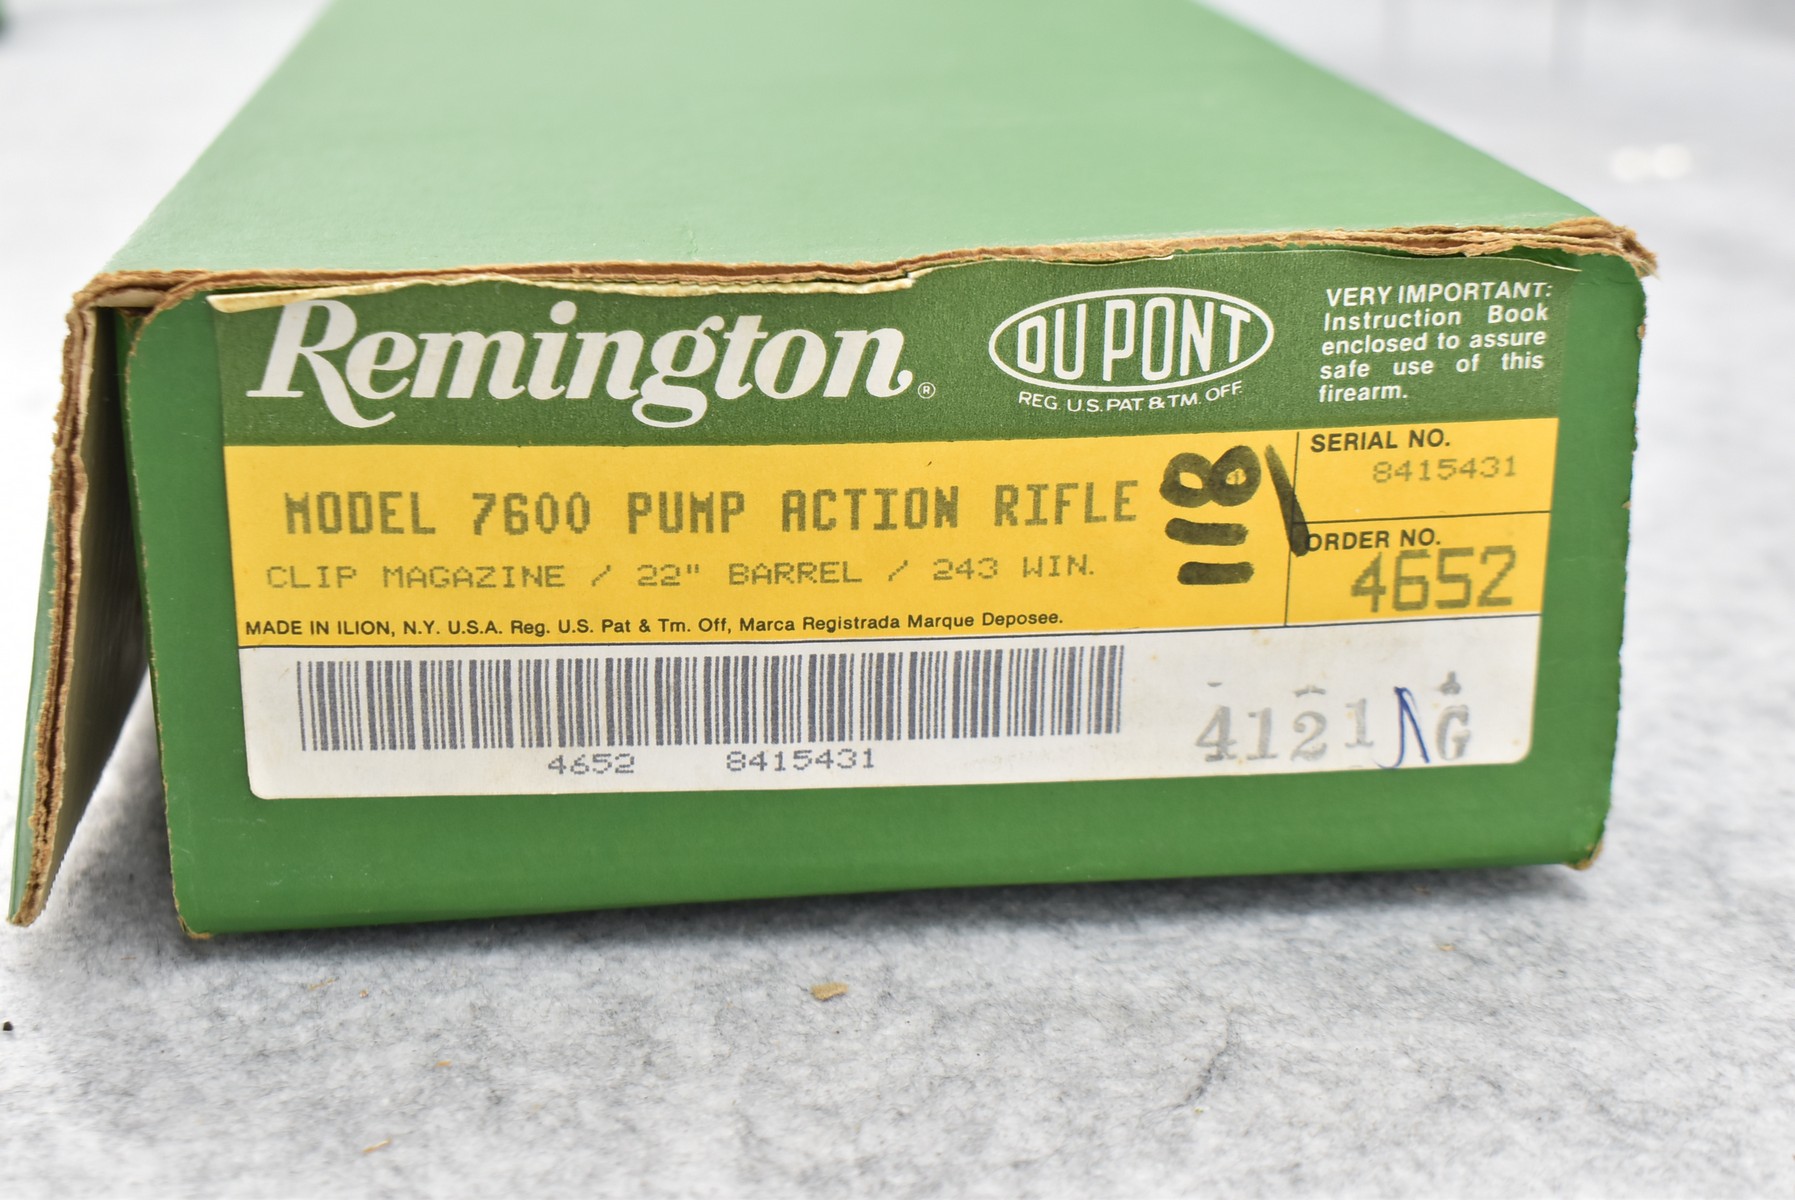 Remington®
DU PONT
REG. U.S. PAT. & TM. OFF.
VERY IMPORTANT:
Instruction Book
enclosed to assure
safe use of this
firearm.
MODEL 7600 PUMP ACTION RIFLE
CLIP MAGAZINE / 22" BARREL / 243 WIN.
MADE IN ILION, N.Y. U.S.A. Reg. U.S. Pat & Tm. Off, Marca Registrada Marque Deposee.
118
SERIAL NO.
8415431
ORDER NO.
4652
4652 8415431
4121 G